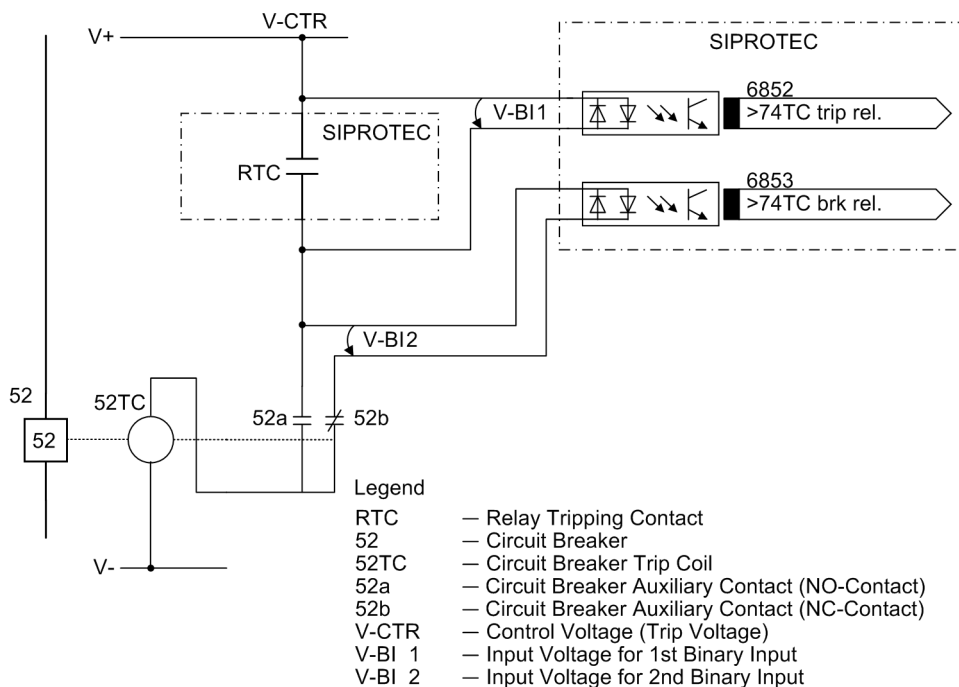 V-CTR
V+
SIPROTEC
6852
>74TC trip rel.
V-BI1
SIPROTEC
RTC
6853
>74TC brk rel.
V-BI2
52
52TC
52a
52b
52
Legend
RTC — Relay Tripping Contact
52 — Circuit Breaker
52TC — Circuit Breaker Trip Coil
52a — Circuit Breaker Auxiliary Contact (NO-Contact)
52b — Circuit Breaker Auxiliary Contact (NC-Contact)
V-CTR — Control Voltage (Trip Voltage)
V-BI 1 — Input Voltage for 1st Binary Input
V-BI 2 — Input Voltage for 2nd Binary Input
V-